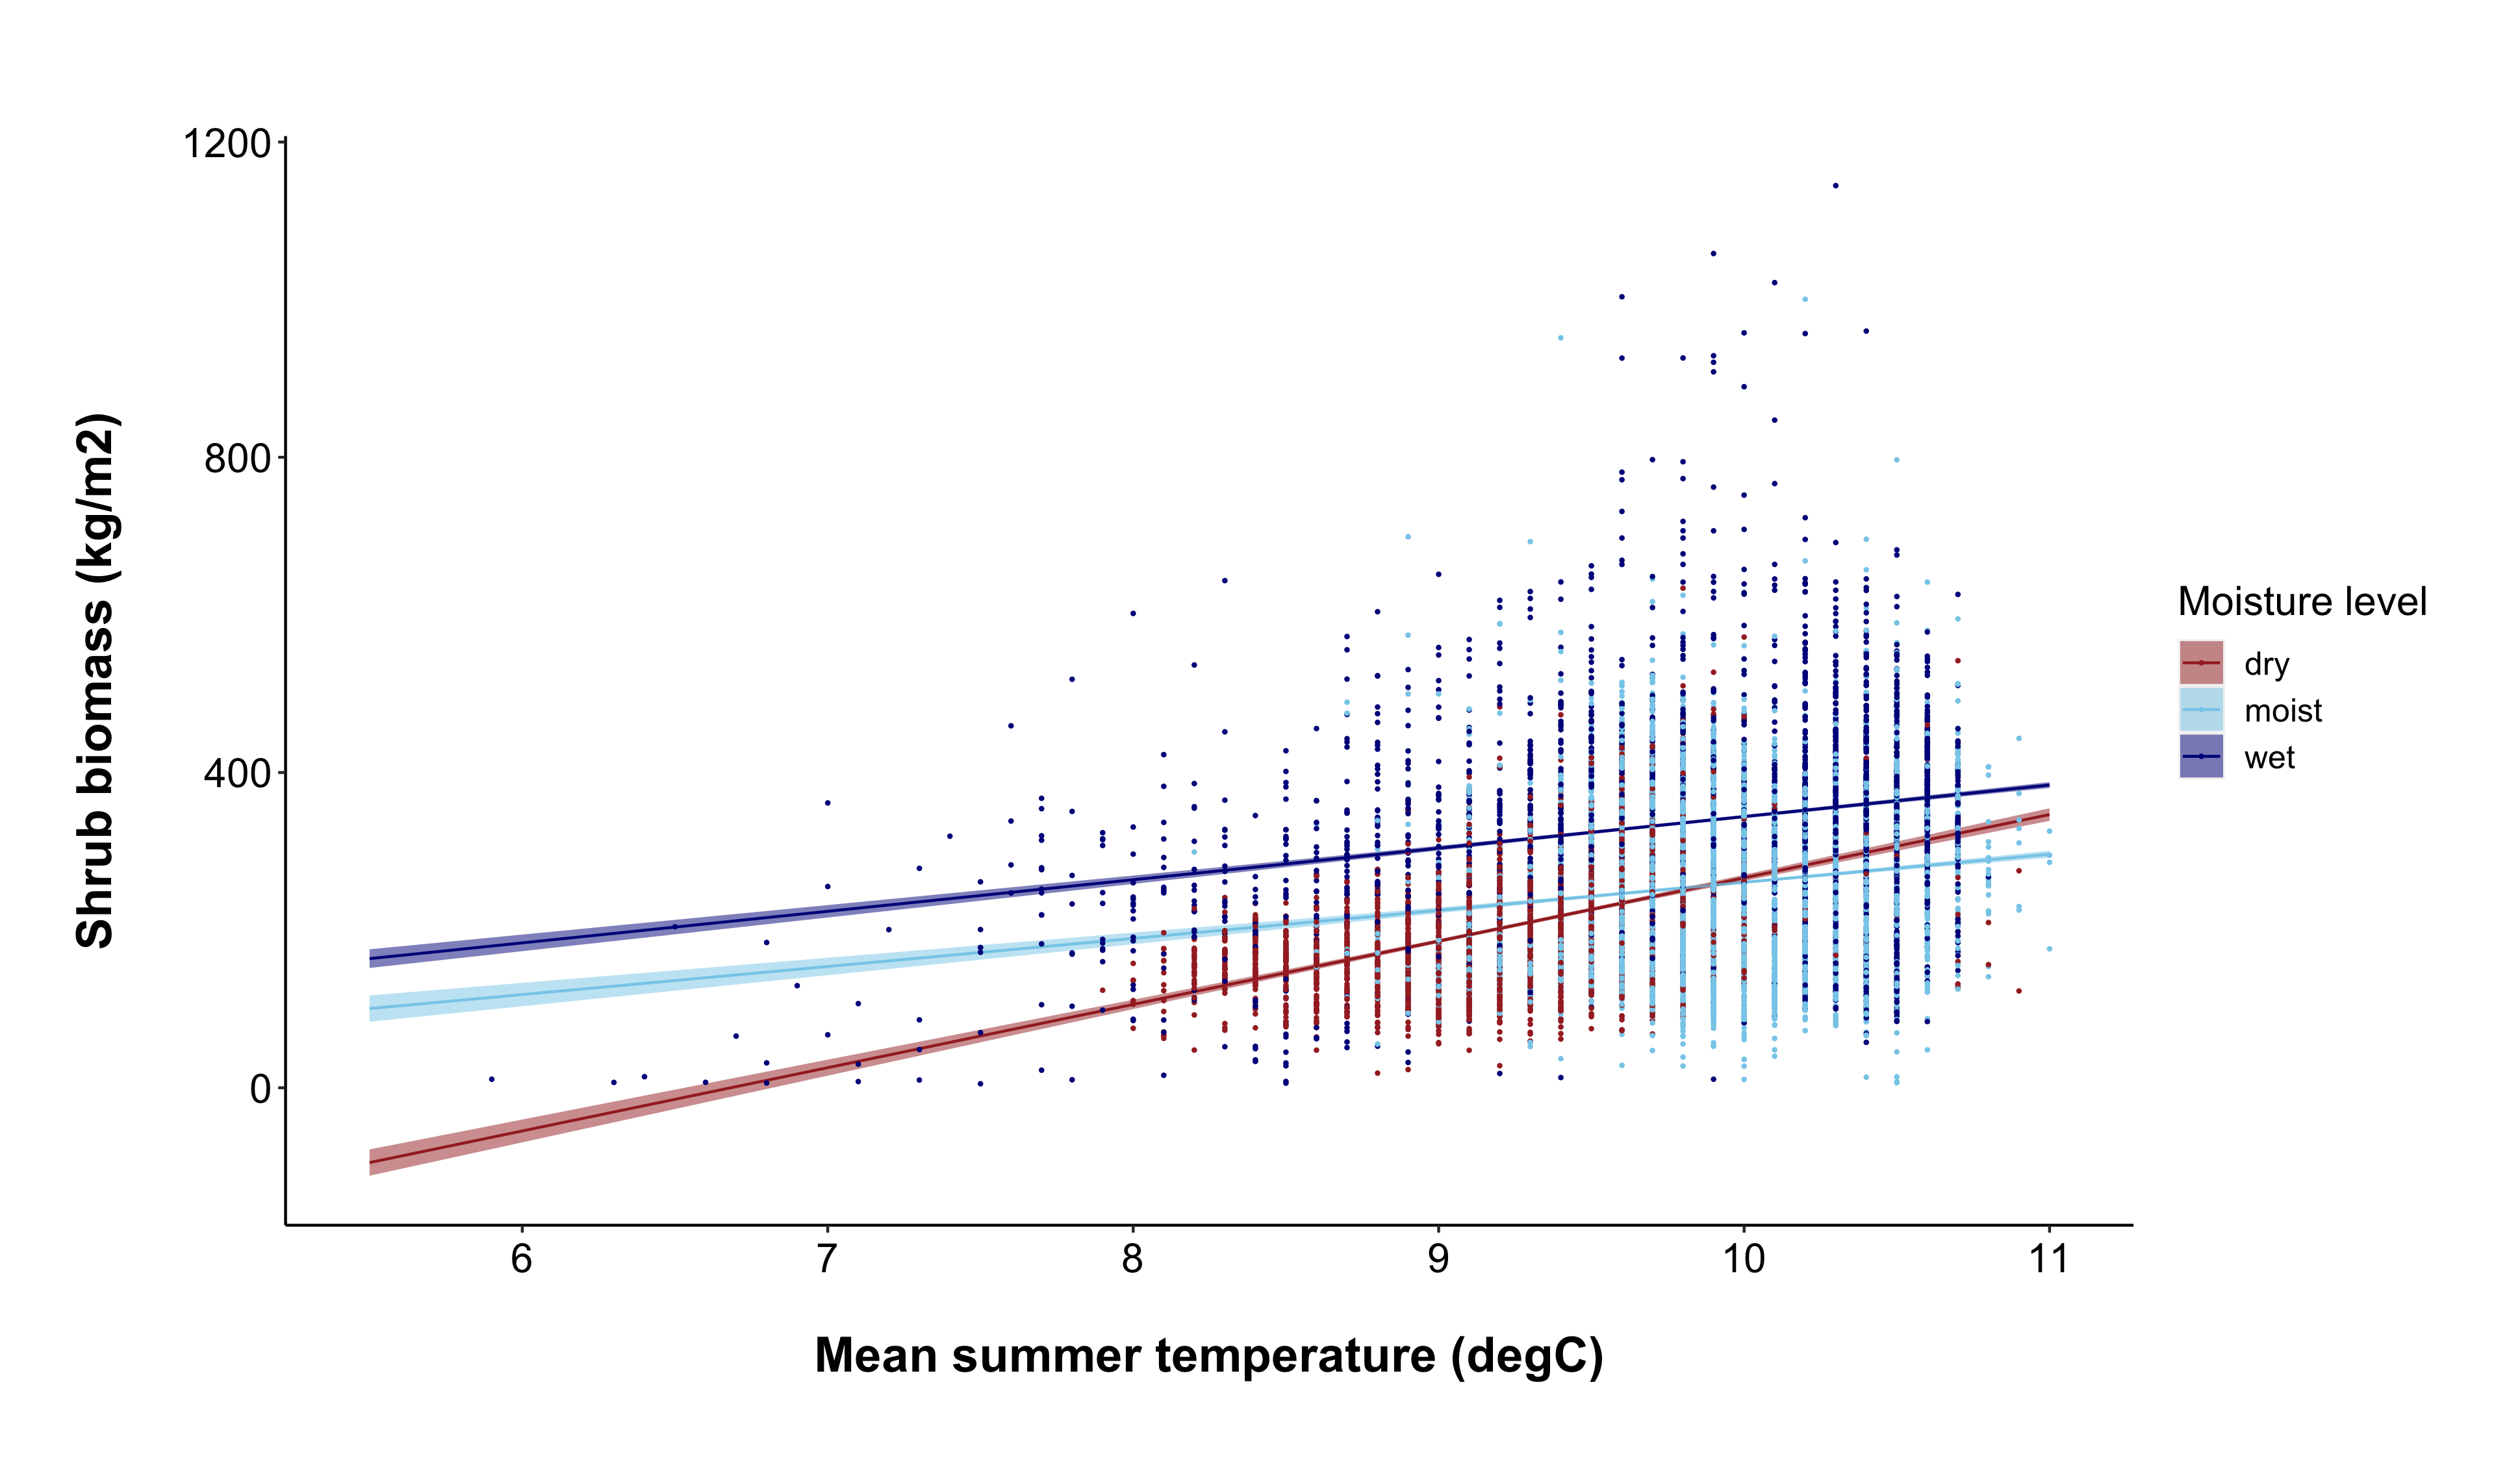 Shrub biomass (kg/m2)
1200
800
400
0
6 7 8 9 10 11
Mean summer temperature (degC)
Moisture level
dry
moist
wet